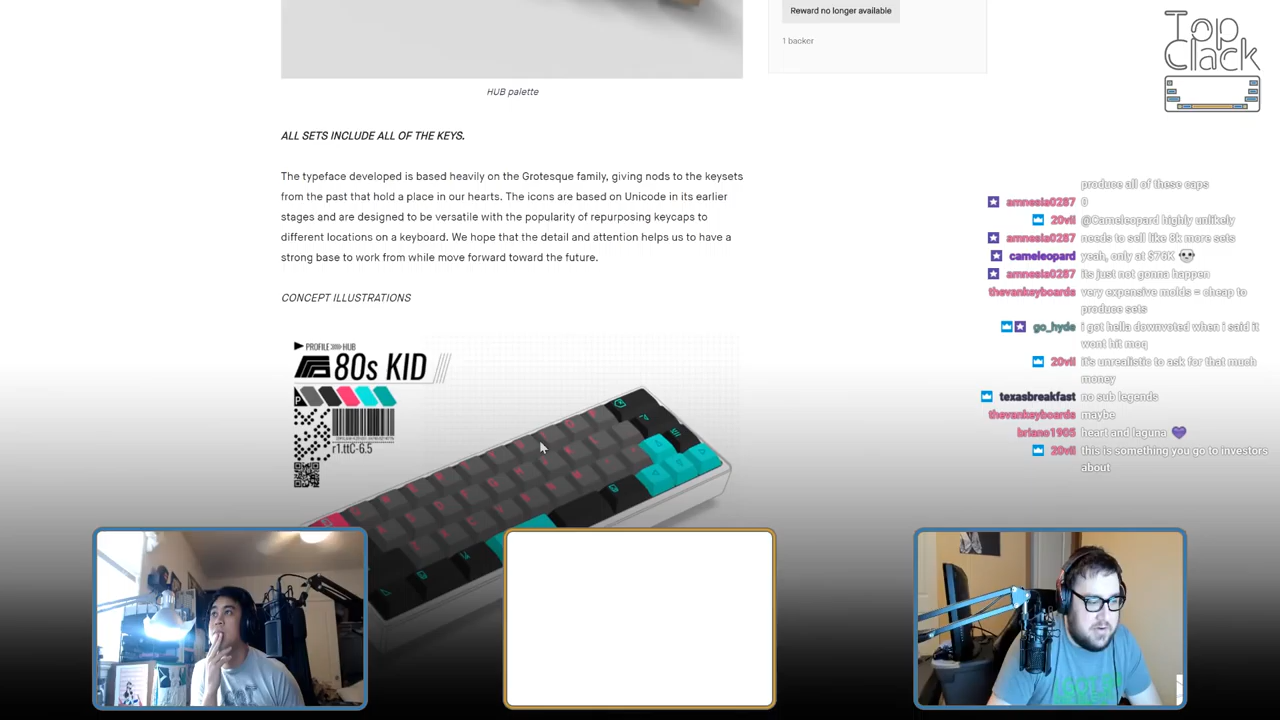 Reward no longer available
1 backer
Top
Clack
HUB palette
ALL SETS INCLUDE ALL OF THE KEYS.
The typeface developed is based heavily on the Grotesque family, giving nods to the keysets
from the past that hold a place in our hearts. The icons are based on Unicode in its earlier
stages and are designed to be versatile with the popularity of repurposing keycaps to
different locations on a keyboard. We hope that the detail and attention helps us to have a
strong base to work from while move forward toward the future.
CONCEPT ILLUSTRATIONS
PROFILE HUB
80s KID
P
r1.ttC-6.5
produce all of these caps
amnesia0287 0
20vii @Cameleopard highly unlikely
amnesia0287 needs to sell like 8k more sets
cameleopard yeah, only at $76K
amnesia0287 its just not gonna happen
thevankeyboards very expensive molds = cheap to
produce sets
go_hyde i got hella downvoted when i said it
wont hit moq
20vii it's unrealistic to ask for that much
money
texasbreakfast no sub legends
thevankeyboards maybe
briano1905 heart and laguna
20vii this is something you go to investors
about